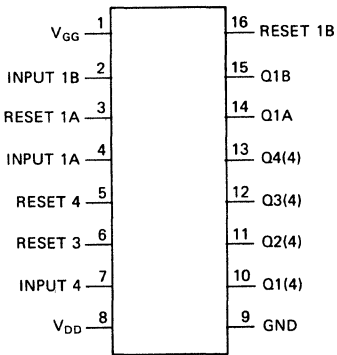 V_GG 1
16 RESET 1B
INPUT 1B 2
15 Q1B
RESET 1A 3
14 Q1A
INPUT 1A 4
13 Q4(4)
RESET 4 5
12 Q3(4)
RESET 3 6
11 Q2(4)
INPUT 4 7
10 Q1(4)
V_DD 8
9 GND